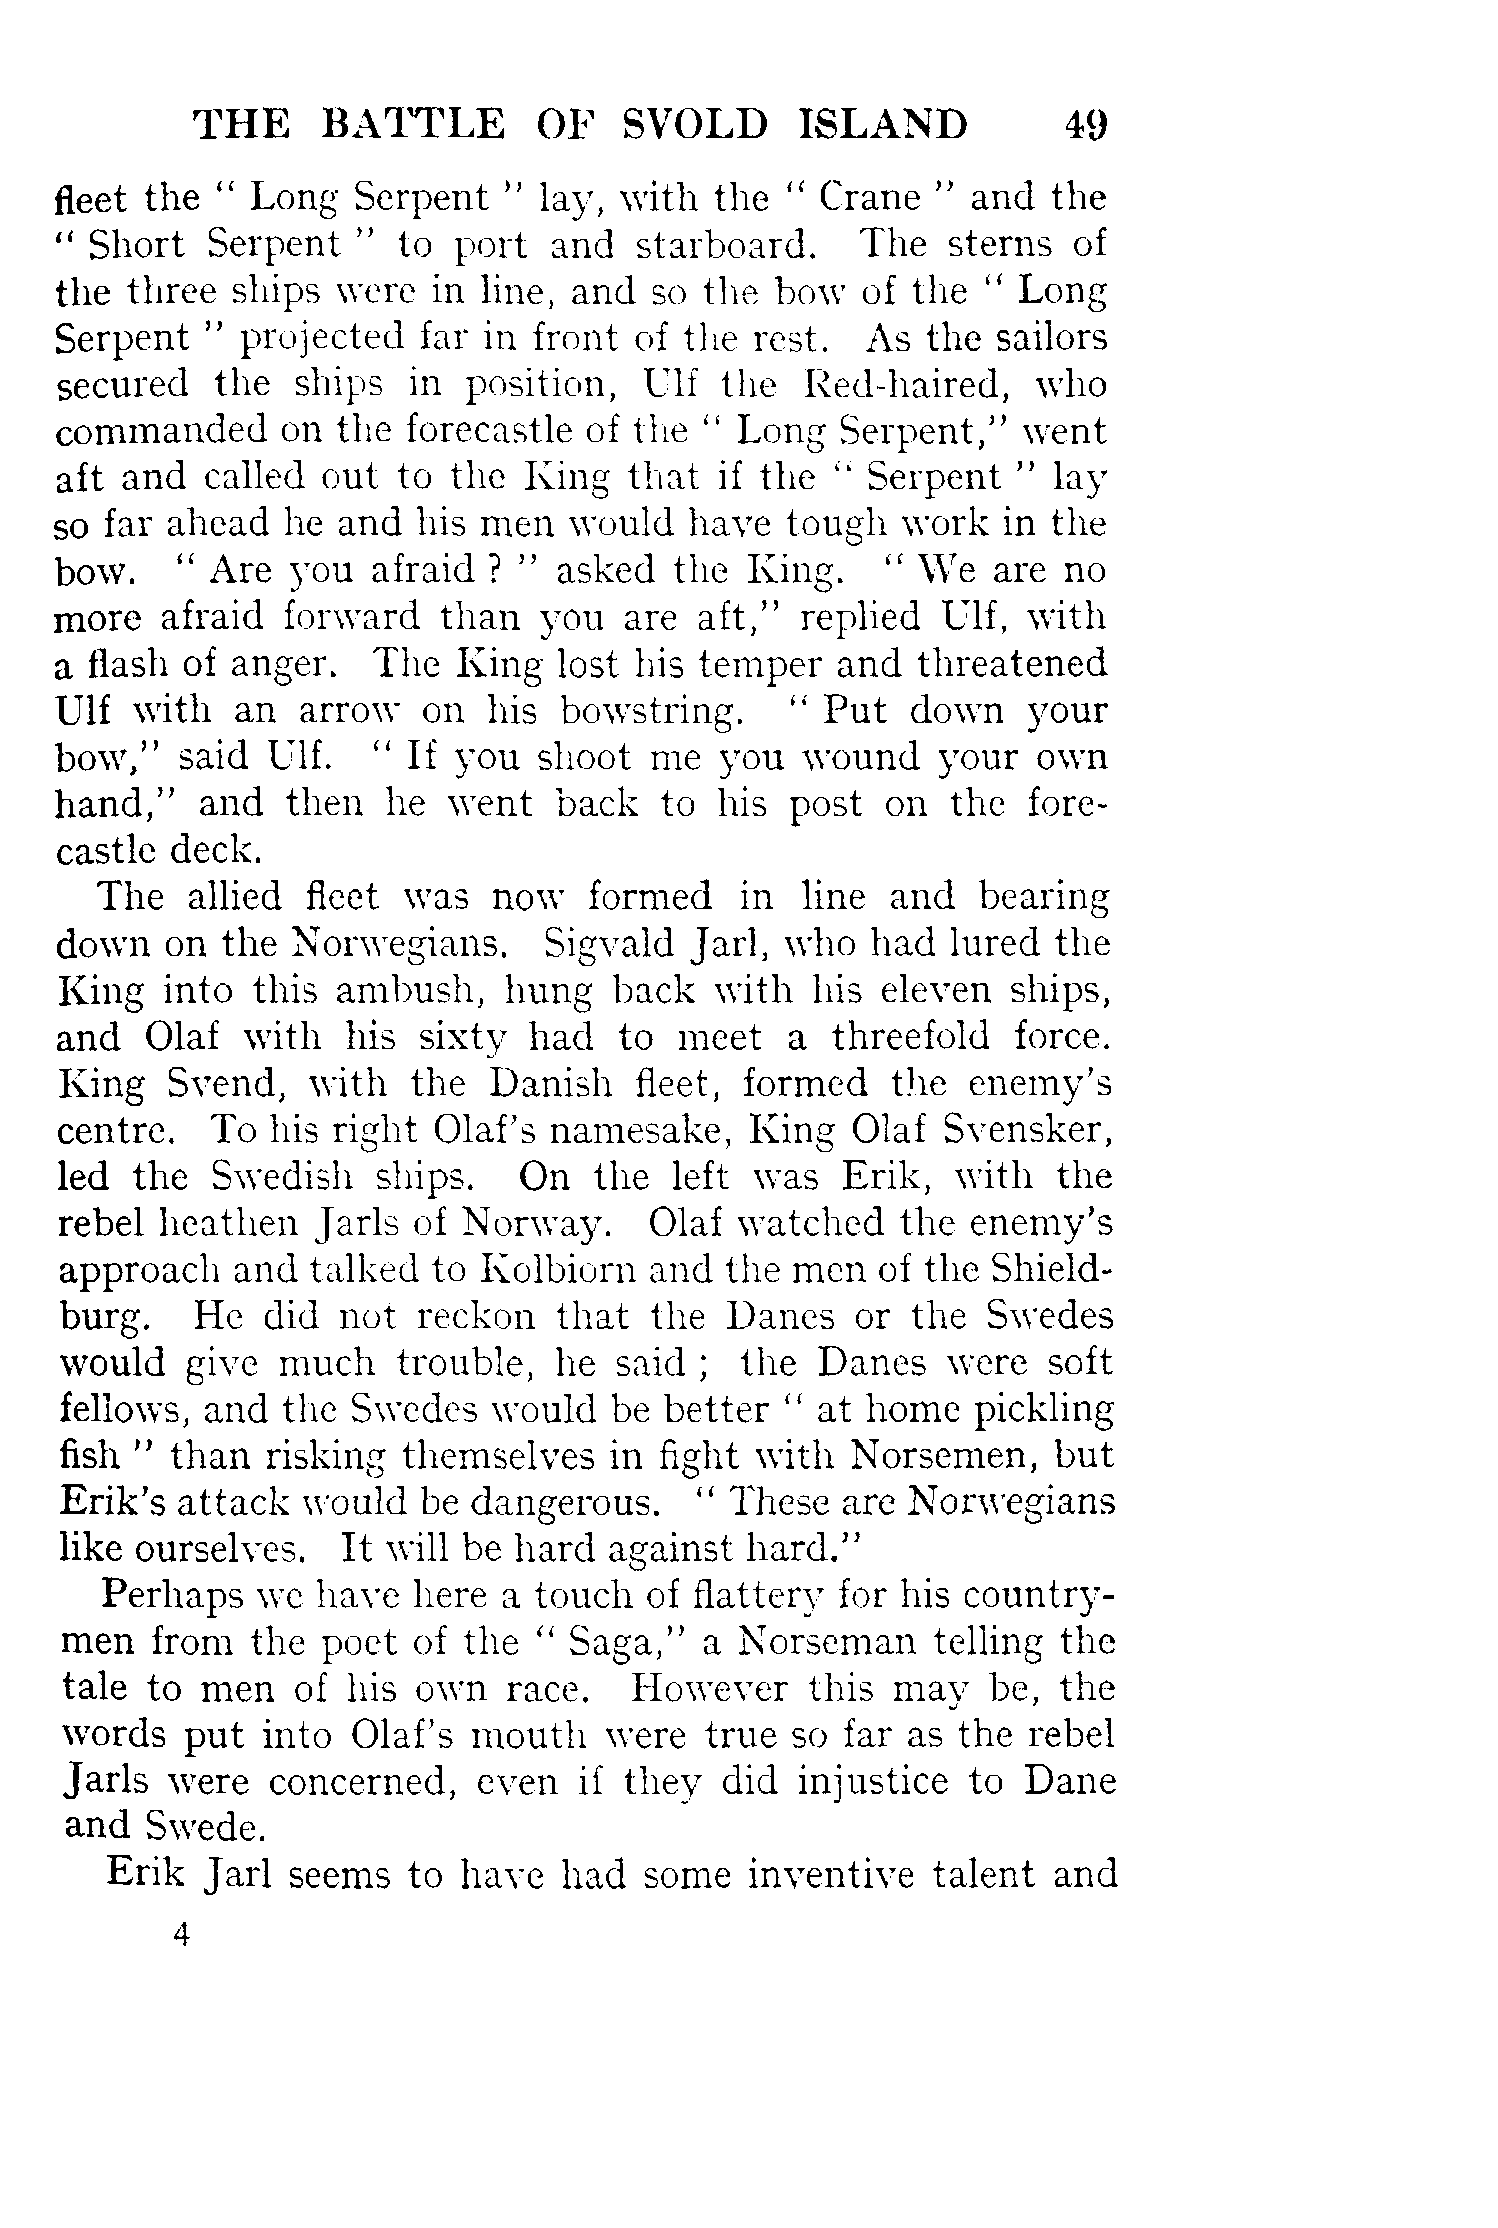 THE BATTLE OF SVOLD ISLAND 49
fleet the " Long Serpent " lay, with the " Crane " and the
" Short Serpent " to port and starboard. The sterns of
the three ships were in line, and so the bow of the " Long
Serpent " projected far in front of the rest. As the sailors
secured the ships in position, Ulf the Red-haired, who
commanded on the forecastle of the " Long Serpent," went
aft and called out to the King that if the " Serpent " lay
so far ahead he and his men would have tough work in the
bow. " Are you afraid ? " asked the King. " We are no
more afraid forward than you are aft," replied Ulf, with
a flash of anger. The King lost his temper and threatened
Ulf with an arrow on his bowstring. " Put down your
bow," said Ulf. " If you shoot me you wound your own
hand," and then he went back to his post on the fore-
castle deck.
The allied fleet was now formed in line and bearing
down on the Norwegians. Sigvald Jarl, who had lured the
King into this ambush, hung back with his eleven ships,
and Olaf with his sixty had to meet a threefold force.
King Svend, with the Danish fleet, formed the enemy's
centre. To his right Olaf's namesake, King Olaf Svensker,
led the Swedish ships. On the left was Erik, with the
rebel heathen Jarls of Norway. Olaf watched the enemy's
approach and talked to Kolbiorn and the men of the Shield-
burg. He did not reckon that the Danes or the Swedes
would give much trouble, he said ; the Danes were soft
fellows, and the Swedes would be better " at home pickling
fish " than risking themselves in fight with Norsemen, but
Erik's attack would be dangerous. " These are Norwegians
like ourselves. It will be hard against hard."
Perhaps we have here a touch of flattery for his country-
men from the poet of the " Saga," a Norseman telling the
tale to men of his own race. However this may be, the
words put into Olaf's mouth were true so far as the rebel
Jarls were concerned, even if they did injustice to Dane
and Swede.
Erik Jarl seems to have had some inventive talent and
4